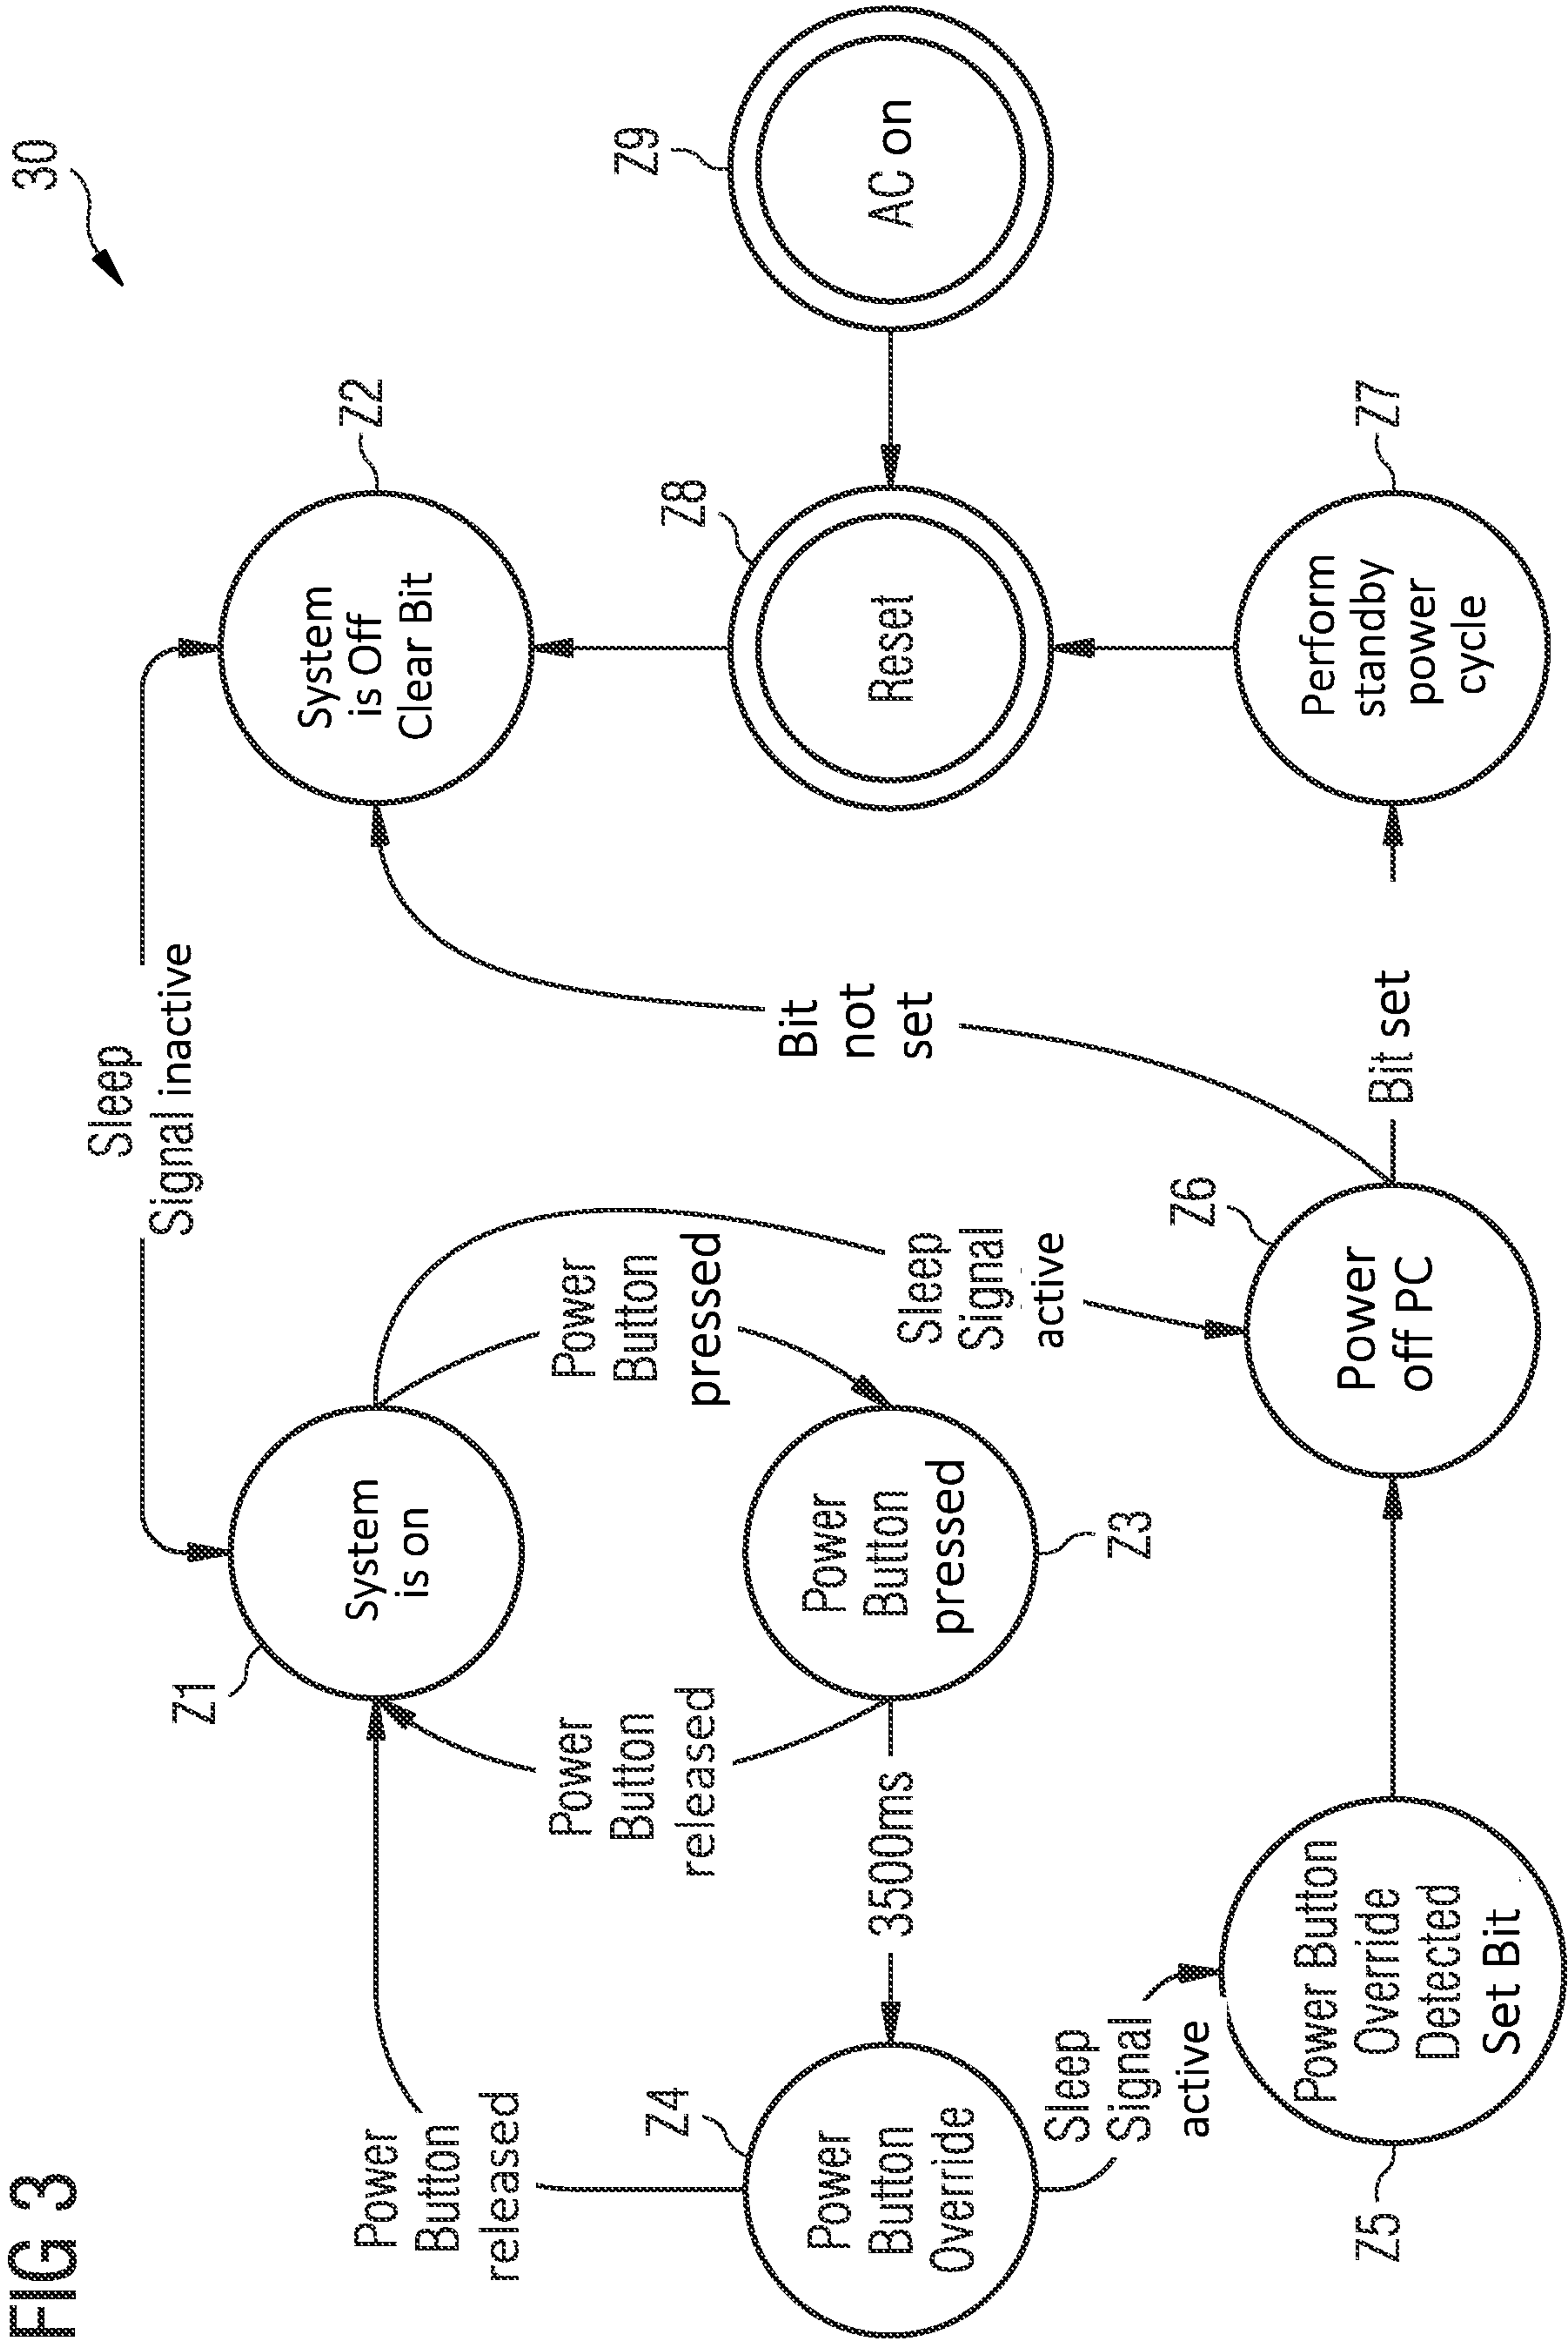 FIG 3
30
Sleep
Signal inactive
Z1
System
is on
Z2
System
is Off
Clear Bit
Power
Button
released
Power
Button
released
Power
Button
pressed
Z4
Power
Button
Override
3500ms
Power
Button
pressed
Z3
Sleep
Signal
active
Bit
not
set
Z8
Reset
Z9
AC on
Sleep
Signal
active
Z5
Power Button
Override
Detected
Set Bit
Z6
Power
off PC
Bit set
Perform
standby
power
cycle
Z7